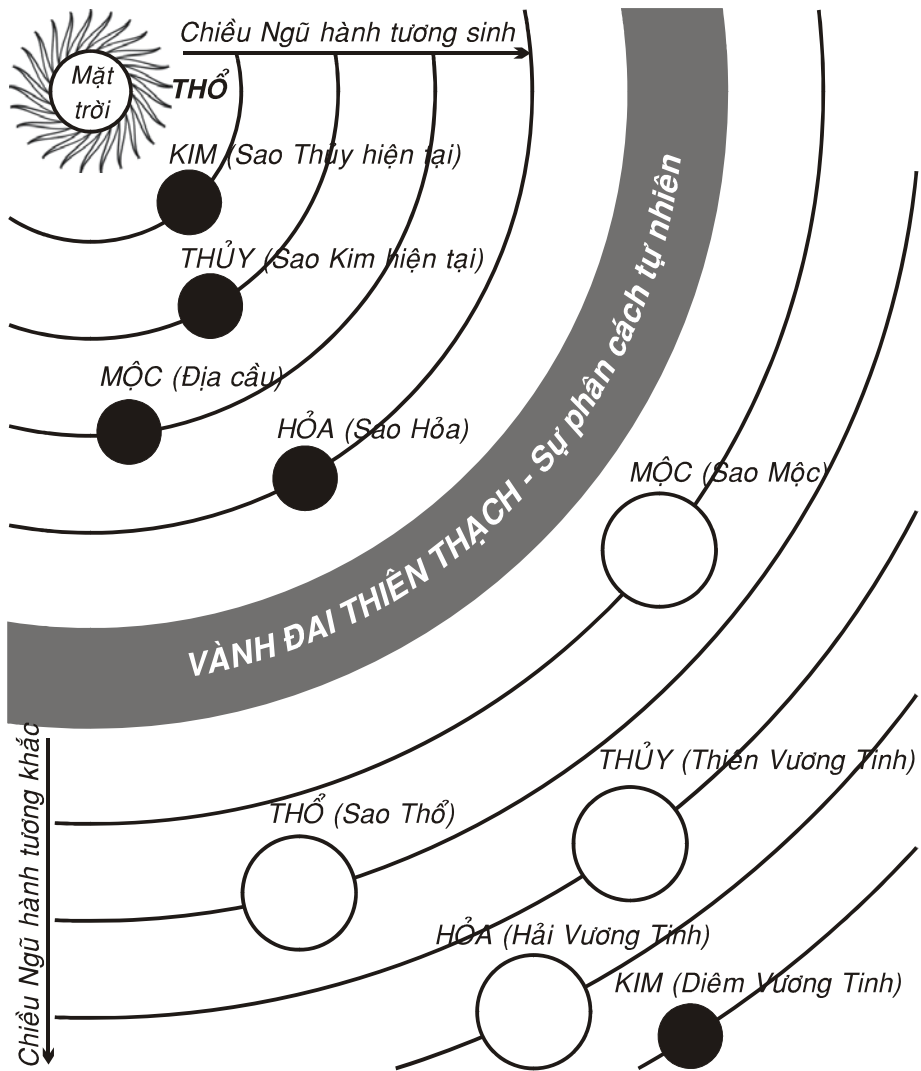 Chiều Ngũ hành tương sinh
Mặt
trời
THỔ
KIM (Sao Thủy hiện tại)
THỦY (Sao Kim hiện tại)
MỘC (Địa cầu)
HỎA (Sao Hỏa)
VÀNH ĐAI THIÊN THẠCH - Sự phân cách tự nhiên
MỘC (Sao Mộc)
Chiều Ngũ hành tương khắc
THỦY (Thiên Vương Tinh)
THỔ (Sao Thổ)
HỎA (Hải Vương Tinh)
KIM (Diêm Vương Tinh)